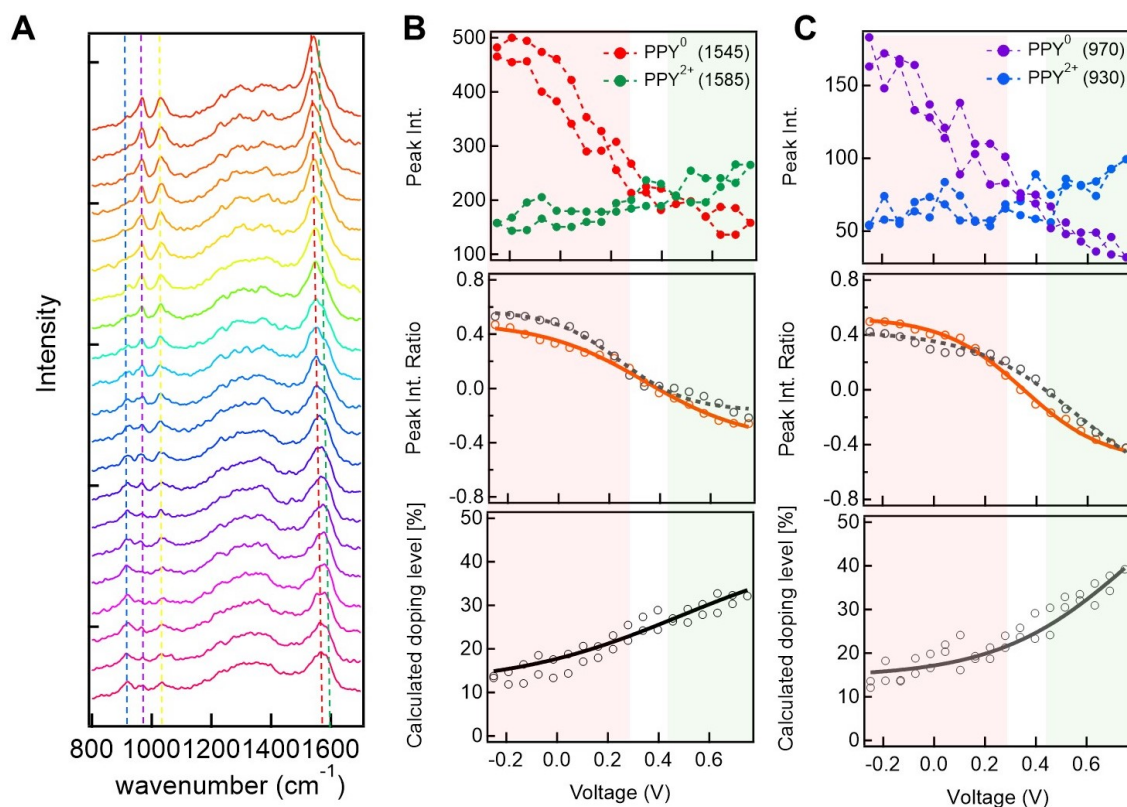 A
Intensity
800 1000 1200 1400 1600
wavenumber (cm⁻¹)
B
Peak Int.
500
400
300
200
100
PPY⁰ (1545)
PPY²⁺ (1585)
Peak Int. Ratio
0.4
0.0
-0.4
-0.8
Calculated doping level [%]
50
40
30
20
10
0
-0.2 0.0 0.2 0.4 0.6
Voltage (V)
C
Peak Int.
150
100
50
PPY⁰ (970)
PPY²⁺ (930)
Peak Int. Ratio
0.4
0.0
-0.4
-0.8
Calculated doping level [%]
50
40
30
20
10
0
-0.2 0.0 0.2 0.4 0.6
Voltage (V)